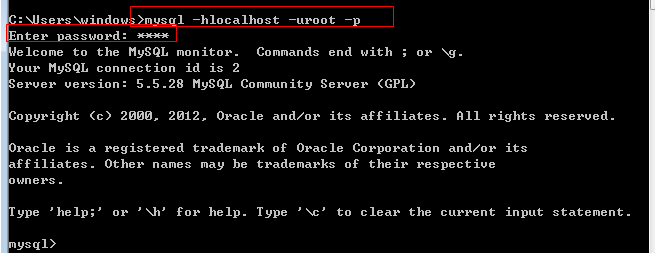 C:\Users\windows>mysql -hlocalhost -uroot -p
Enter password: ****
Welcome to the MySQL monitor.  Commands end with ; or \g.
Your MySQL connection id is 2
Server version: 5.5.28 MySQL Community Server (GPL)
Copyright (c) 2000, 2012, Oracle and/or its affiliates. All rights reserved.
Oracle is a registered trademark of Oracle Corporation and/or its
affiliates. Other names may be trademarks of their respective
owners.
Type 'help;' or '\h' for help. Type '\c' to clear the current input statement.
mysql>